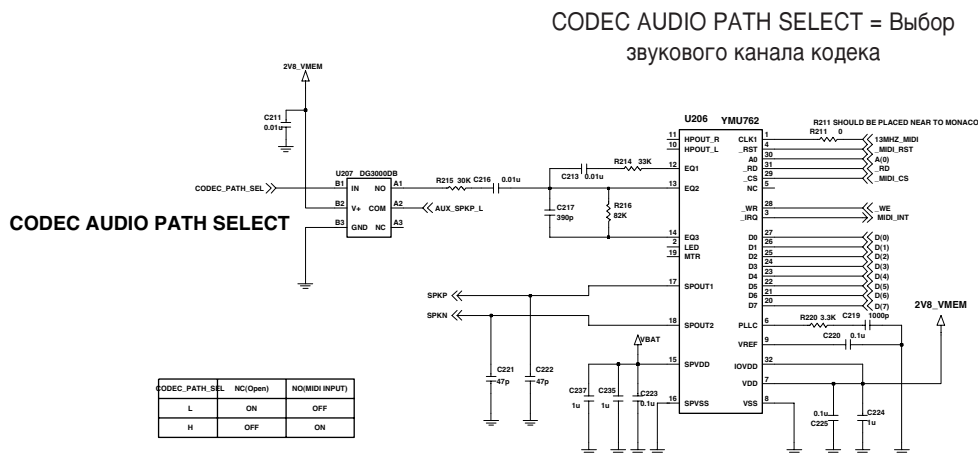 CODEC AUDIO PATH SELECT = Выбор
звукового канала кодека
2V8_VMEM
C211
0.01u
U207 DG3000DB
CODEC_PATH_SEL
B1 IN NO A1
B2 V+ COM A2
B3 GND NC A3
AUX_SPKP_L
CODEC AUDIO PATH SELECT
R215 30K
C216 0.01u
C213 0.01u
R214 33K
C217
390p
R216
82K
U206 YMU762
R211 SHOULD BE PLACED NEAR TO MONACO
R211 0
11 HPOUT_R CLK1 1 13MHZ_MIDI
10 HPOUT_L _RST 4 _MIDI_RST
A0 30 A(0)
12 EQ1 _RD 31 _RD
_CS 29 _MIDI_CS
13 EQ2 NC 5
_WR 28 _WE
_IRQ 3 MIDI_INT
14 EQ3 D0 27 D(0)
2 LED D1 26 D(1)
19 MTR D2 25 D(2)
D3 24 D(3)
D4 23 D(4)
D5 22 D(5)
17 SPOUT1 D6 21 D(6)
D7 20 D(7)
SPKP
SPKN
18 SPOUT2 PLLC 6
R220 3.3K
C219 1000p
2V8_VMEM
VREF 9
C220 0.1u
VBAT
15 SPVDD IOVDD 32
VDD 7
16 SPVSS VSS 8
C221
47p
C222
47p
C237
1u
C235
1u
C223
0.1u
0.1u
C225
C224
1u
CODEC_PATH_SEL NC(Open) NO(MIDI INPUT)
L ON OFF
H OFF ON